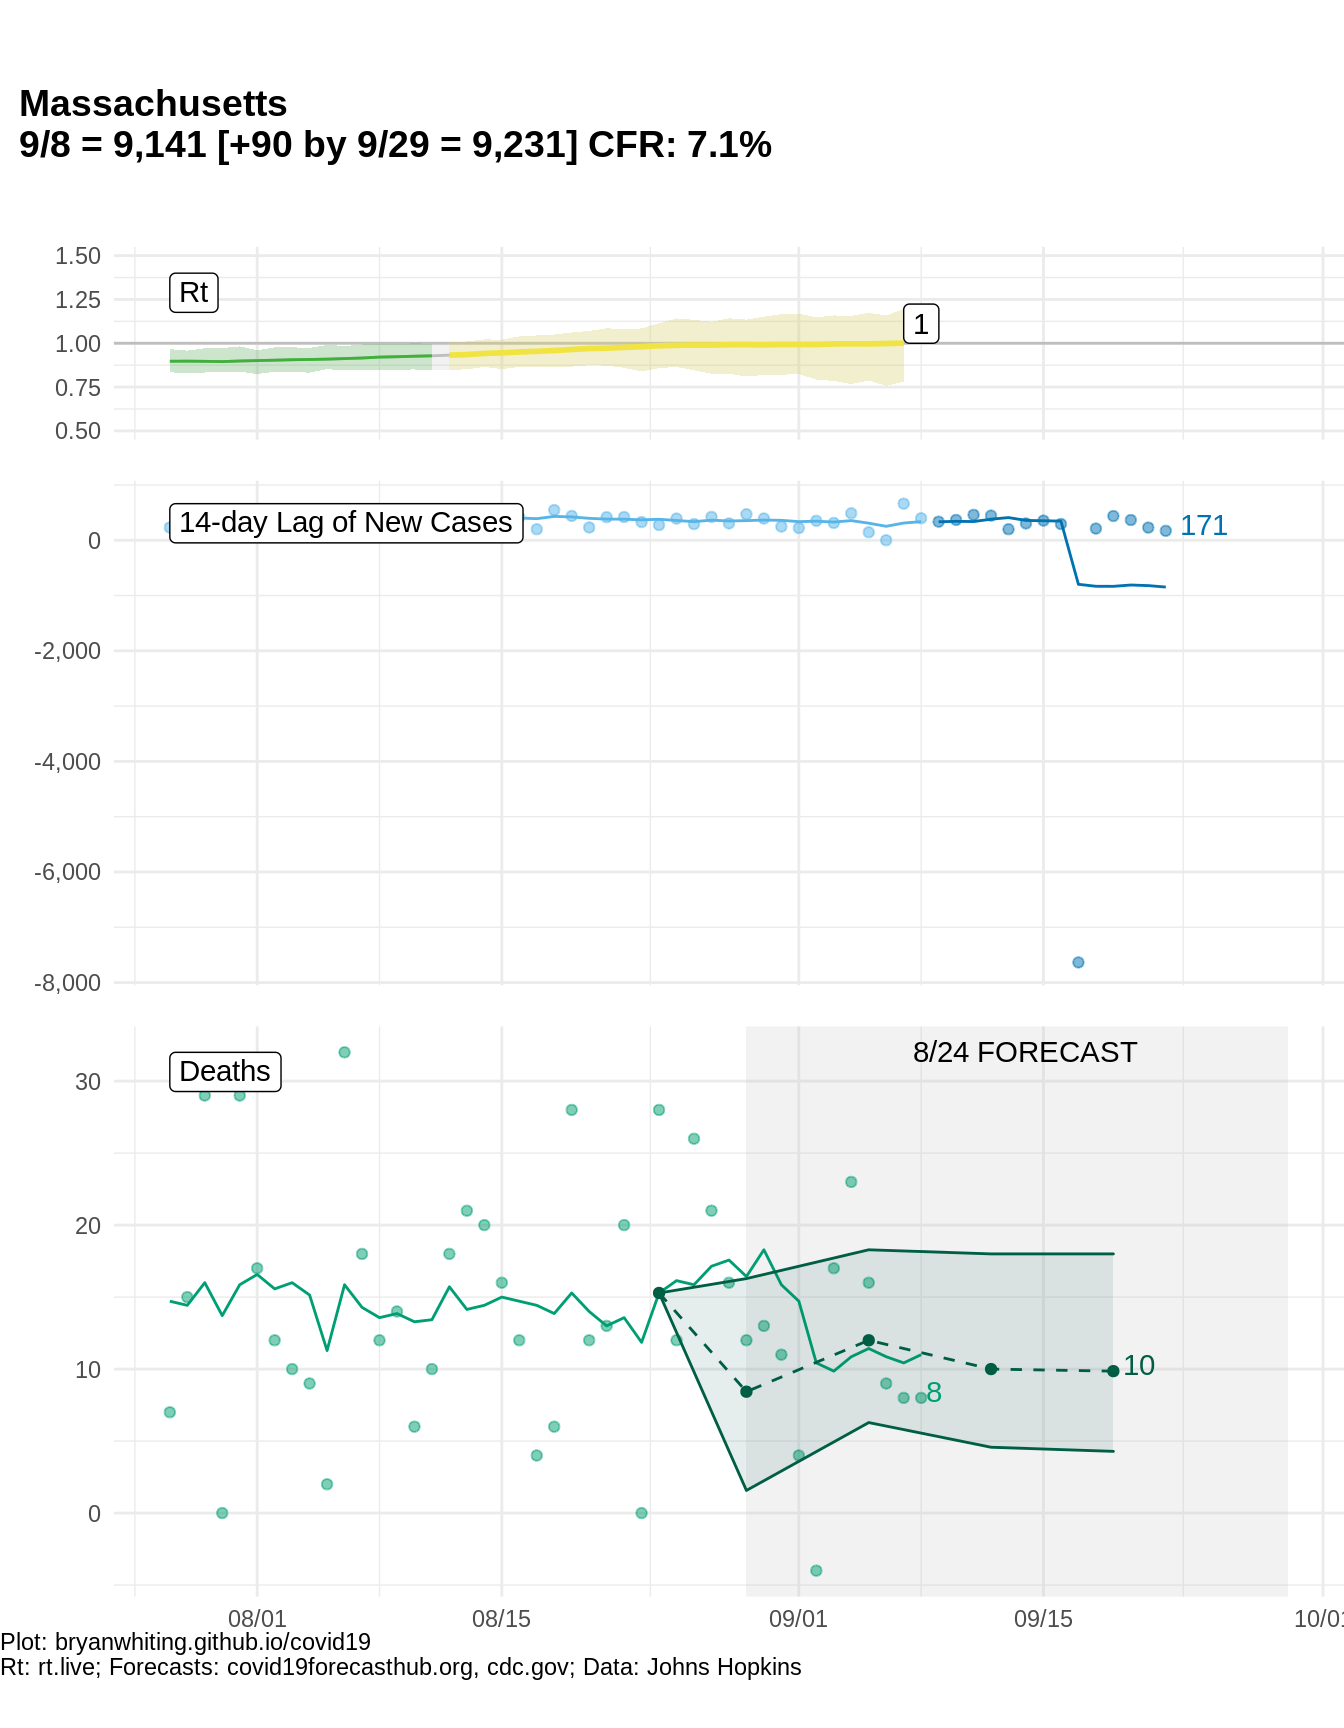 Massachusetts
9/8 = 9,141 [+90 by 9/29 = 9,231] CFR: 7.1%
1.50
1.25
1.00
0.75
0.50
Rt
1
0
-2,000
-4,000
-6,000
-8,000
14-day Lag of New Cases
171
30
20
10
0
Deaths
8/24 FORECAST
10
8
08/01
08/15
09/01
09/15
10/01
Plot: bryanwhiting.github.io/covid19
Rt: rt.live; Forecasts: covid19forecasthub.org, cdc.gov; Data: Johns Hopkins